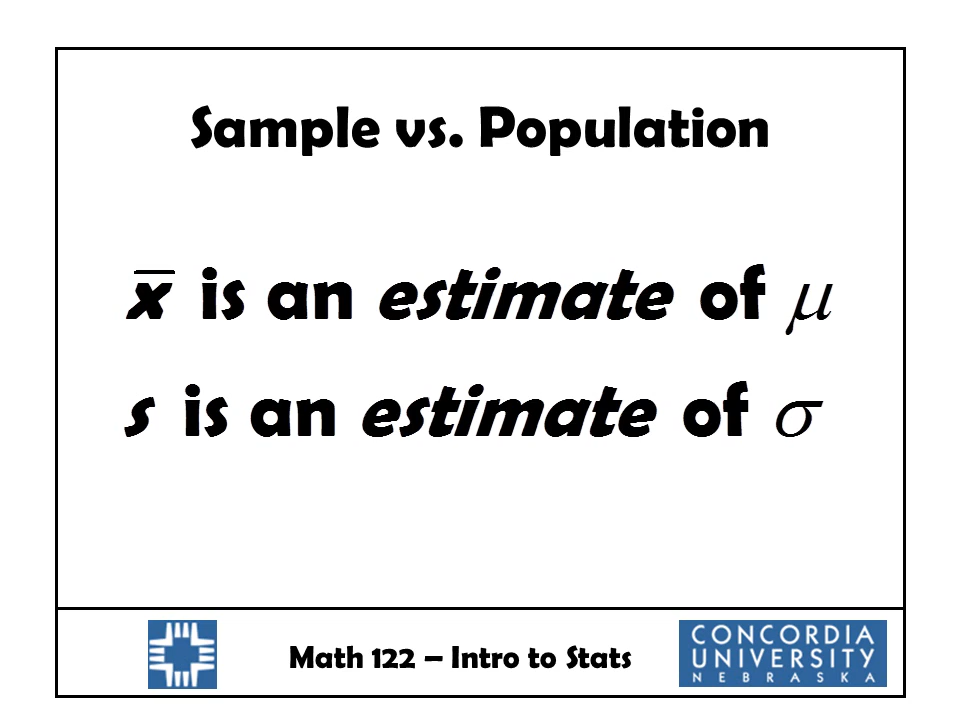 Sample vs. Population
x̅ is an estimate of μ
s is an estimate of σ
Math 122 – Intro to Stats
CONCORDIA
UNIVERSITY
NEBRASKA